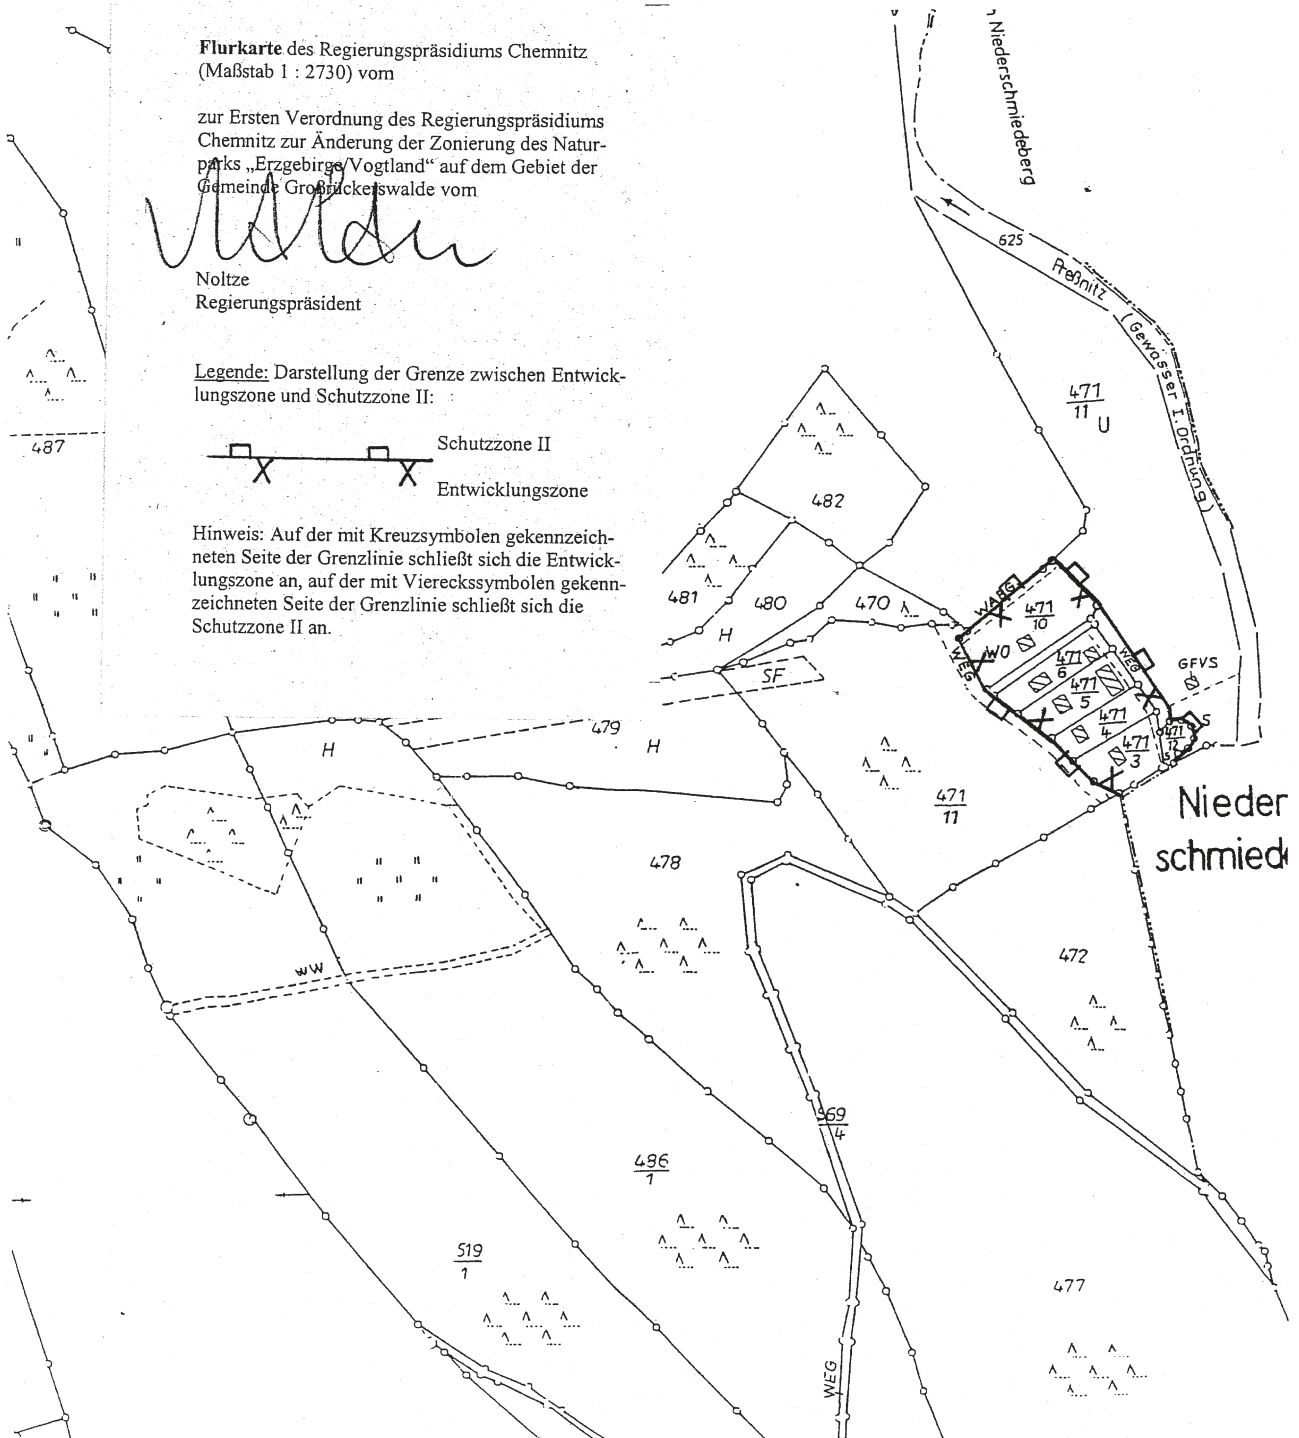 Flurkarte des Regierungspräsidiums Chemnitz
(Maßstab 1 : 2730) vom
zur Ersten Verordnung des Regierungspräsidiums
Chemnitz zur Änderung der Zonierung des Natur-
parks „Erzgebirge/Vogtland“ auf dem Gebiet der
Gemeinde Großrückerswalde vom
Noltze
Regierungspräsident
Legende: Darstellung der Grenze zwischen Entwick-
lungszone und Schutzzone II:
Schutzzone II
Entwicklungszone
Hinweis: Auf der mit Kreuzsymbolen gekennzeich-
neten Seite der Grenzlinie schließt sich die Entwick-
lungszone an, auf der mit Vierecksymbolen gekenn-
zeichneten Seite der Grenzlinie schließt sich die
Schutzzone II an.
Niederschmiedeberg
625
Preßnitz
(Gewässer I. Ordnung)
471
11
U
487
482
481
480
470
H
SF
WAEG
WEG
WO
471
10
471
6
471
5
471
4
471
3
471
12
WEG
GFVS
S
S
479
H
H
471
11
Nieder
schmied
478
472
WW
569
4
486
1
519
1
477
WEG